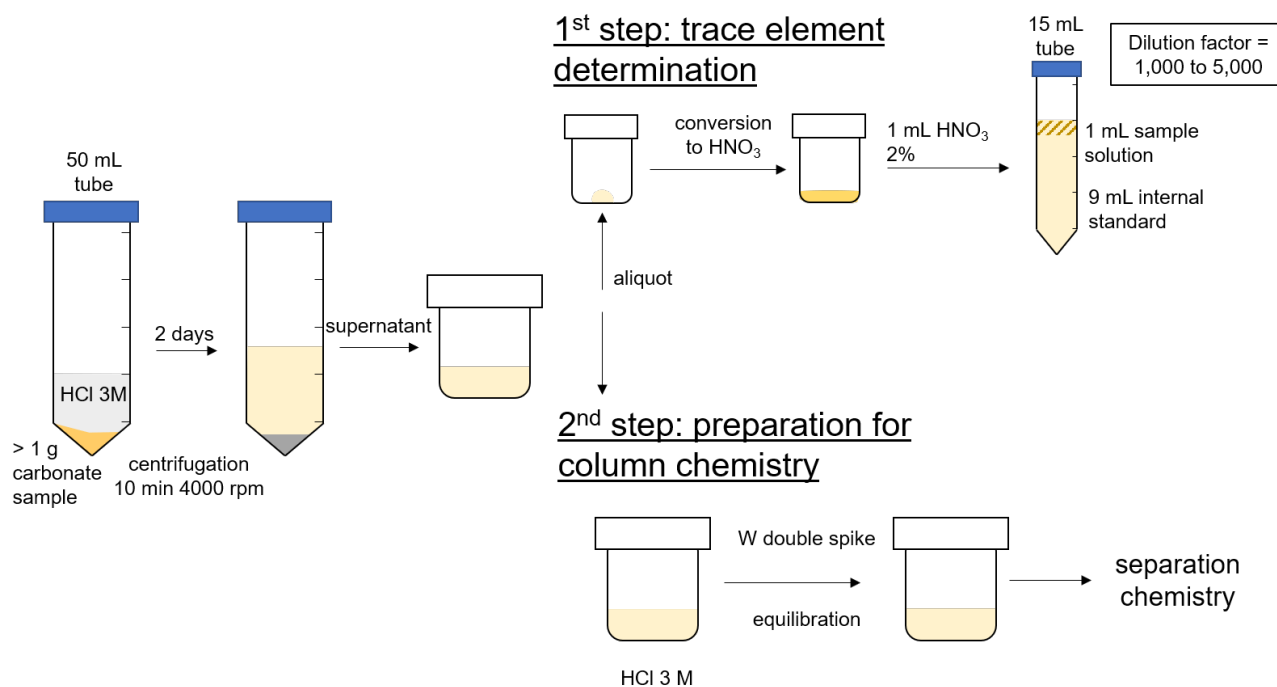 1st step: trace element
determination
15 mL
tube
Dilution factor =
1,000 to 5,000
conversion
to HNO3
1 mL HNO3
2%
1 mL sample
solution
9 mL internal
standard
50 mL
tube
aliquot
2 days
supernatant
HCl 3M
> 1 g
carbonate
sample
centrifugation
10 min 4000 rpm
2nd step: preparation for
column chemistry
W double spike
equilibration
separation
chemistry
HCl 3 M